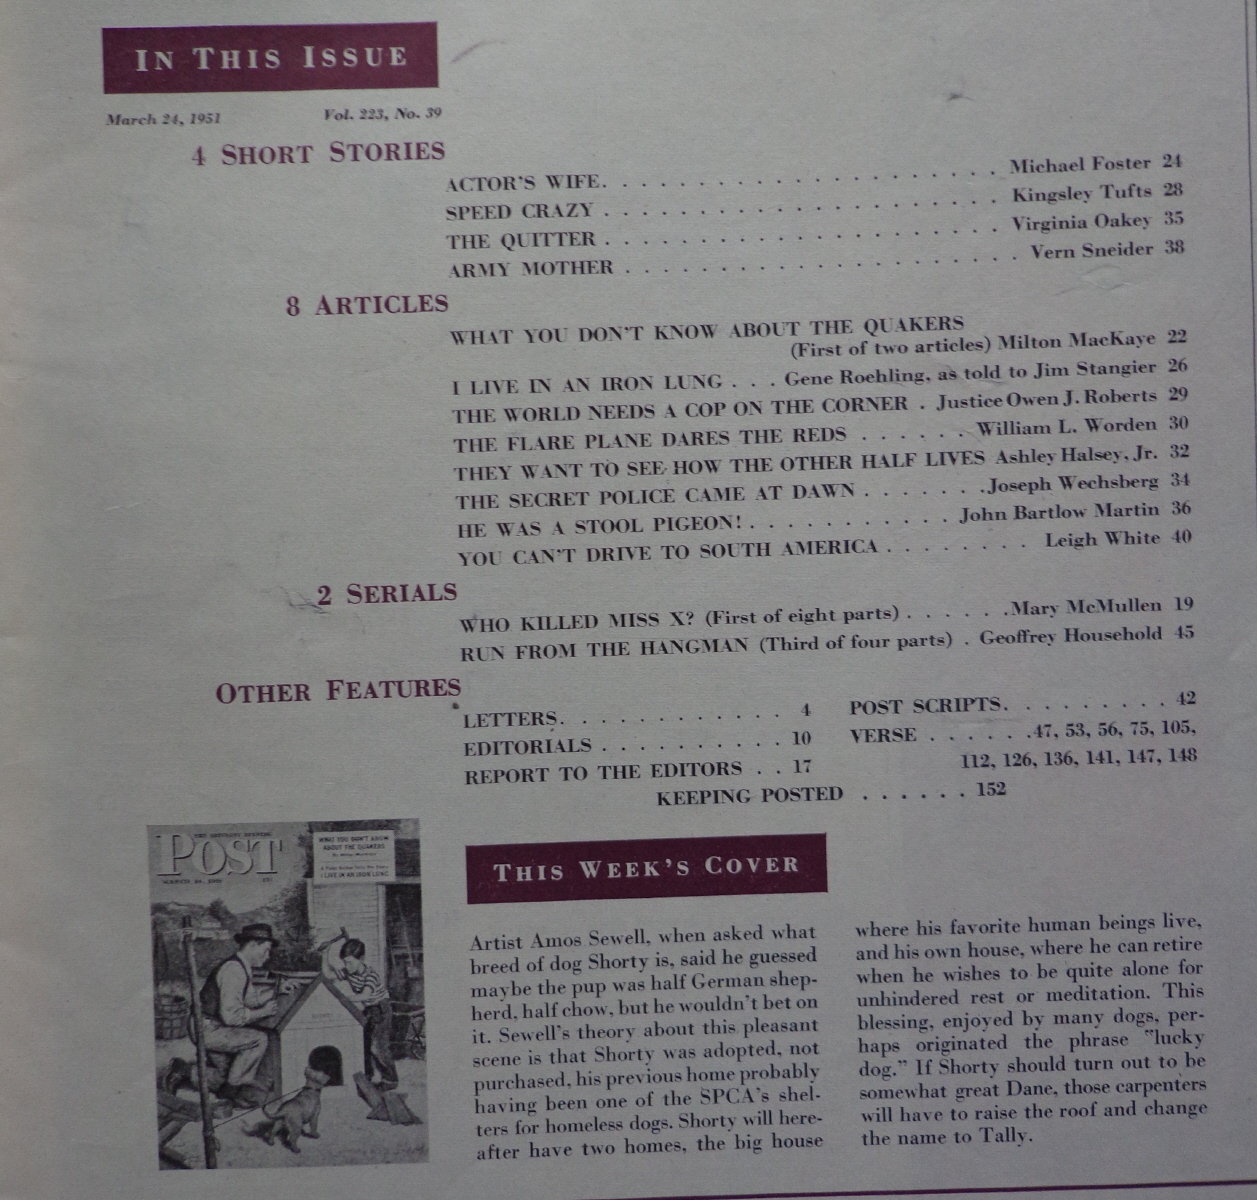 IN THIS ISSUE
March 24, 1951 Vol. 223, No. 39
4 SHORT STORIES
ACTOR'S WIFE. . . . . . . . . . . . . . . . . . . . Michael Foster 24
SPEED CRAZY . . . . . . . . . . . . . . . . . . . . Kingsley Tufts 28
THE QUITTER . . . . . . . . . . . . . . . . . . . . Virginia Oakey 35
ARMY MOTHER . . . . . . . . . . . . . . . . . . . . Vern Sneider 38
8 ARTICLES
WHAT YOU DON'T KNOW ABOUT THE QUAKERS
(First of two articles) Milton MacKaye 22
I LIVE IN AN IRON LUNG . . . Gene Roehling, as told to Jim Stangier 26
THE WORLD NEEDS A COP ON THE CORNER . Justice Owen J. Roberts 29
THE FLARE PLANE DARES THE REDS . . . . . . William L. Worden 30
THEY WANT TO SEE HOW THE OTHER HALF LIVES Ashley Halsey, Jr. 32
THE SECRET POLICE CAME AT DAWN . . . . . . . Joseph Wechsberg 34
HE WAS A STOOL PIGEON! . . . . . . . . . . . John Bartlow Martin 36
YOU CAN'T DRIVE TO SOUTH AMERICA . . . . . . . . Leigh White 40
2 SERIALS
WHO KILLED MISS X? (First of eight parts) . . . . . . Mary McMullen 19
RUN FROM THE HANGMAN (Third of four parts) . Geoffrey Household 45
OTHER FEATURES
LETTERS. . . . . . . . . . . . 4
EDITORIALS . . . . . . . . . . 10
REPORT TO THE EDITORS . . 17
POST SCRIPTS. . . . . . . . . 42
VERSE . . . . . . 47, 53, 56, 75, 105,
112, 126, 136, 141, 147, 148
KEEPING POSTED . . . . . . 152
POST
WHAT YOU DON'T KNOW
ABOUT THE QUAKERS
I LIVE IN AN IRON LUNG
THIS WEEK'S COVER
Artist Amos Sewell, when asked what
breed of dog Shorty is, said he guessed
maybe the pup was half German shep-
herd, half chow, but he wouldn't bet on
it. Sewell's theory about this pleasant
scene is that Shorty was adopted, not
purchased, his previous home probably
having been one of the SPCA's shel-
ters for homeless dogs. Shorty will here-
after have two homes, the big house
where his favorite human beings live,
and his own house, where he can retire
when he wishes to be quite alone for
unhindered rest or meditation. This
blessing, enjoyed by many dogs, per-
haps originated the phrase "lucky
dog." If Shorty should turn out to be
somewhat great Dane, those carpenters
will have to raise the roof and change
the name to Tally.